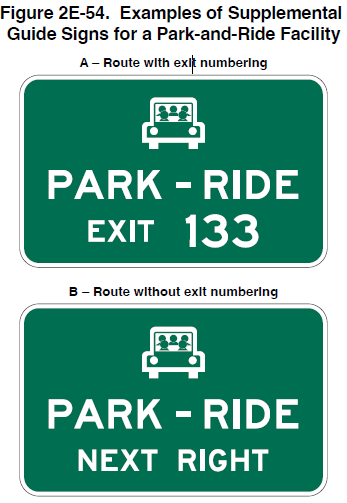 Figure 2E-54. Examples of Supplemental
Guide Signs for a Park-and-Ride Facility
A – Route with exit numbering
PARK - RIDE
EXIT 133
B – Route without exit numbering
PARK - RIDE
NEXT RIGHT